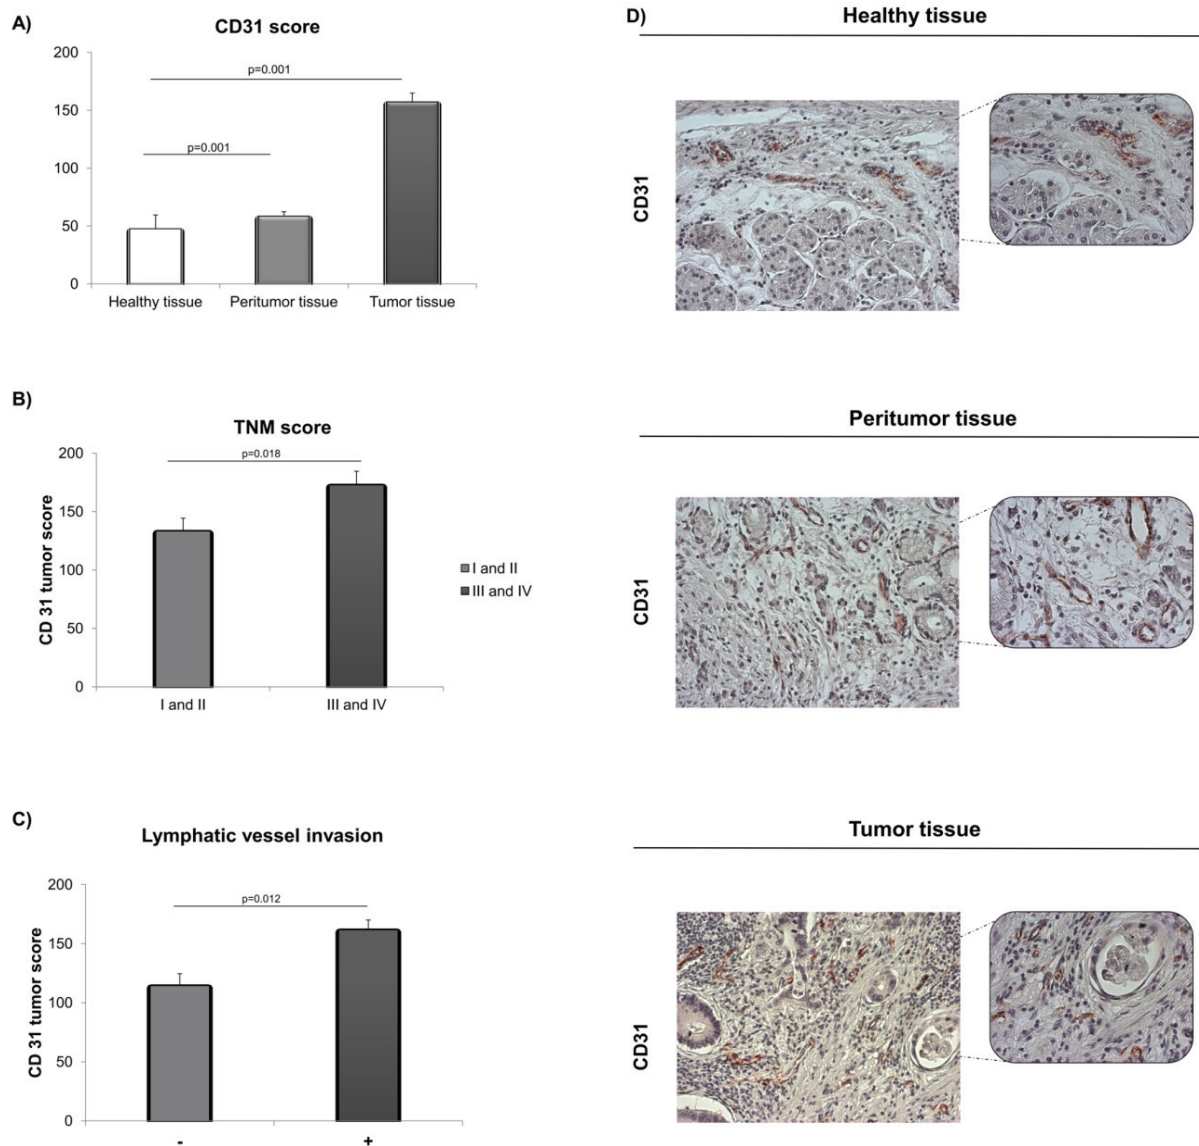 A)
CD31 score
200
150
100
50
0
p=0.001
p=0.001
Healthy tissue
Peritumor tissue
Tumor tissue
B)
TNM score
CD 31 tumor score
200
150
100
50
0
p=0.018
I and II
III and IV
I and II
III and IV
C)
Lymphatic vessel invasion
CD 31 tumor score
200
150
100
50
0
p=0.012
-
+
D)
Healthy tissue
CD31
Peritumor tissue
CD31
Tumor tissue
CD31